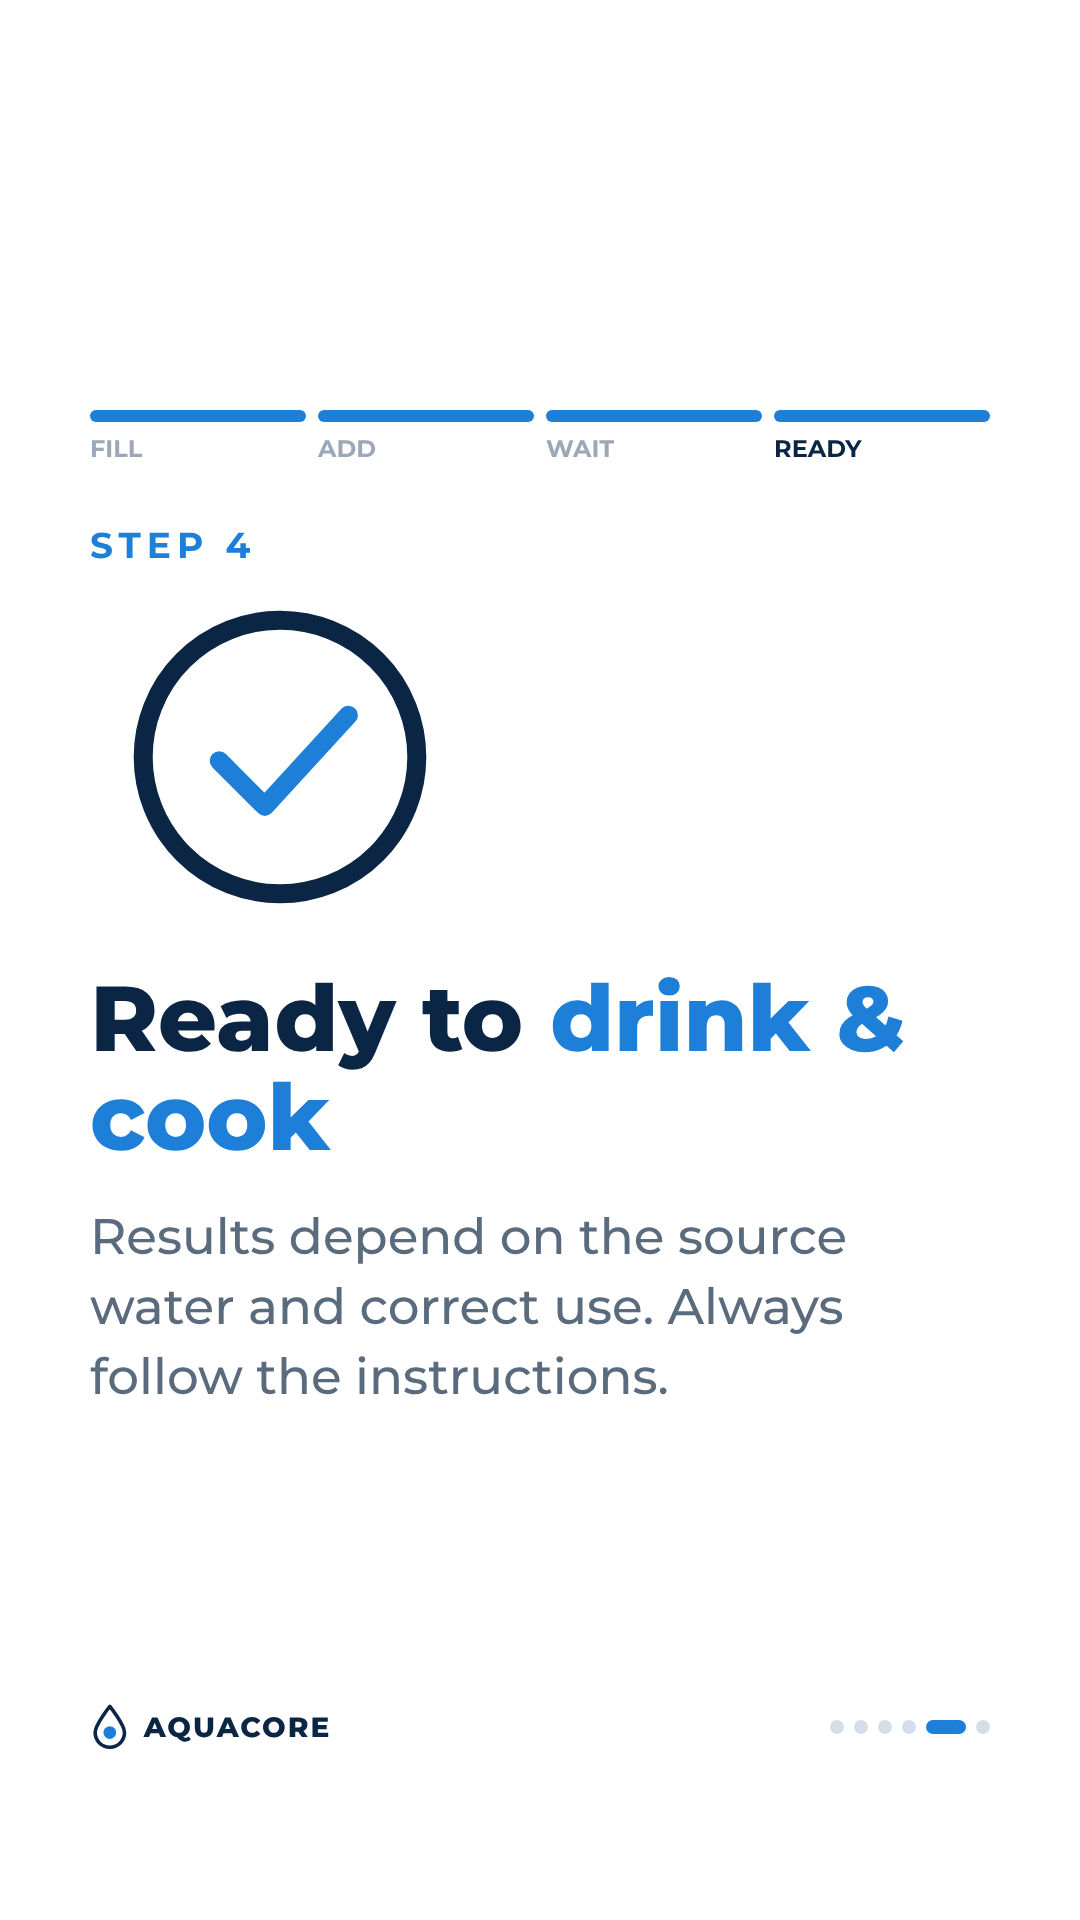 FILL ADD WAIT READY
STEP 4
Ready to drink &
cook
Results depend on the source
water and correct use. Always
follow the instructions.
AQUACORE